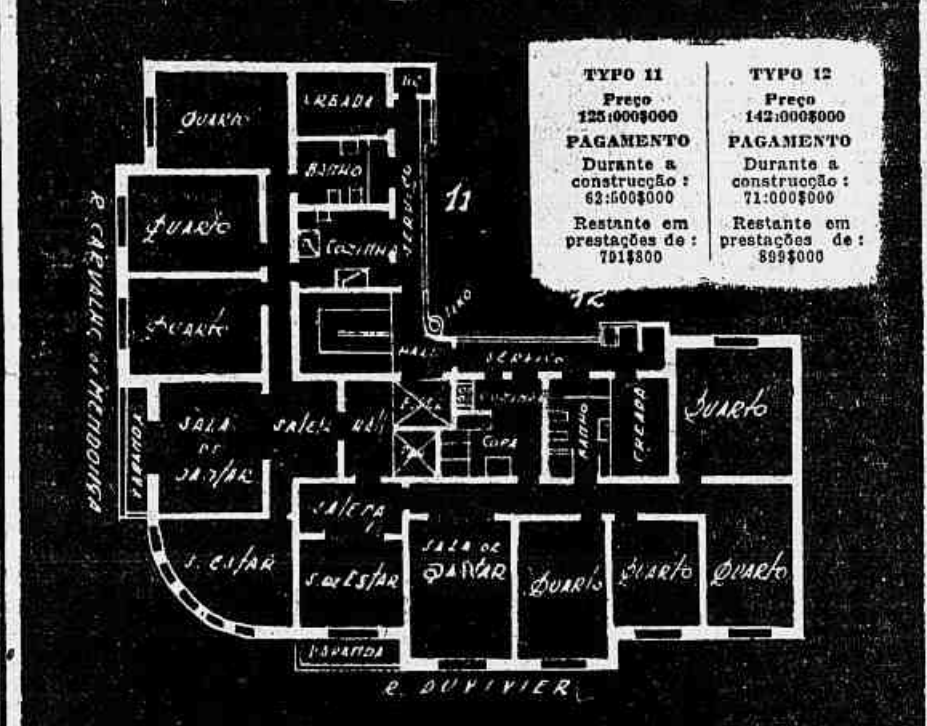 TYPO 11
Preço
125:000$000
PAGAMENTO
Durante a
construcção :
62:500$000
Restante em
prestações de :
791$800
TYPO 12
Preço
142:000$000
PAGAMENTO
Durante a
construcção :
71:000$000
Restante em
prestações de :
899$000
W.C.
QUARTO
CREADA
BANHO
SERVIÇO
11
QUARTO
COZINHA
QUARTO
12
HALL
SERVIÇO
R. CARVALHO DE MENDONÇA
VARANDA
SALA
DE
JANTAR
SALETA
HALL
COZINHA
COPA
BANHO
CREADA
QUARTO
SALETA
S. ESTAR
S. DE ESTAR
SALA DE
JANTAR
QUARTO
QUARTO
QUARTO
VARANDA
R. DUVIVIER